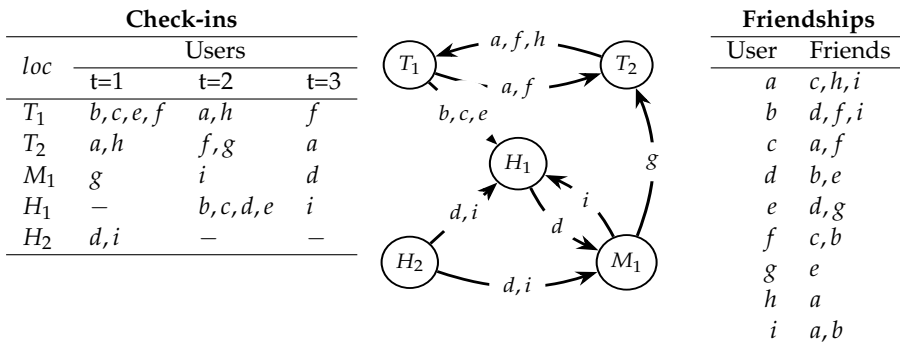 Check-ins
loc Users
t=1 t=2 t=3
T1 b, c, e, f a, h f
T2 a, h f, g a
M1 g i d
H1 − b, c, d, e i
H2 d, i − −
a, f, h
T1 T2
a, f
b, c, e
H1
g
d, i
i
d
H2 M1
d, i
Friendships
User Friends
a c, h, i
b d, f, i
c a, f
d b, e
e d, g
f c, b
g e
h a
i a, b